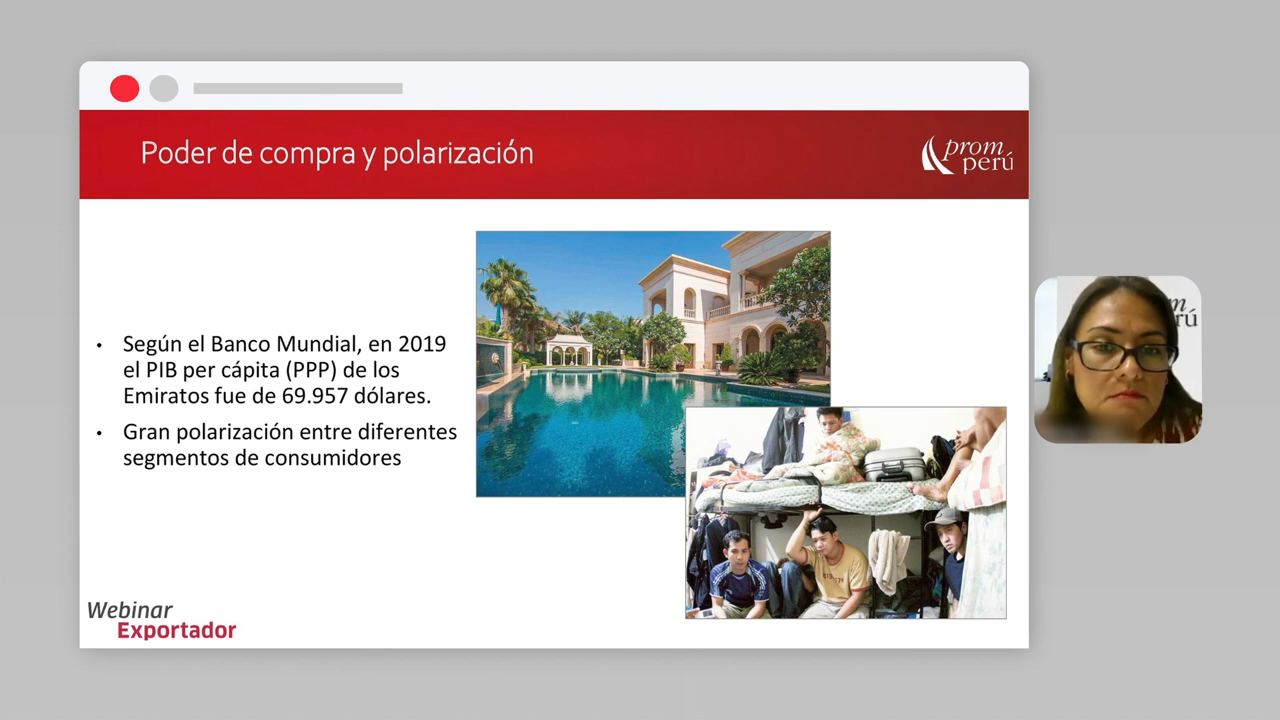 Poder de compra y polarización
prom
perú
• Según el Banco Mundial, en 2019
el PIB per cápita (PPP) de los
Emiratos fue de 69.957 dólares.
• Gran polarización entre diferentes
segmentos de consumidores
Webinar
Exportador